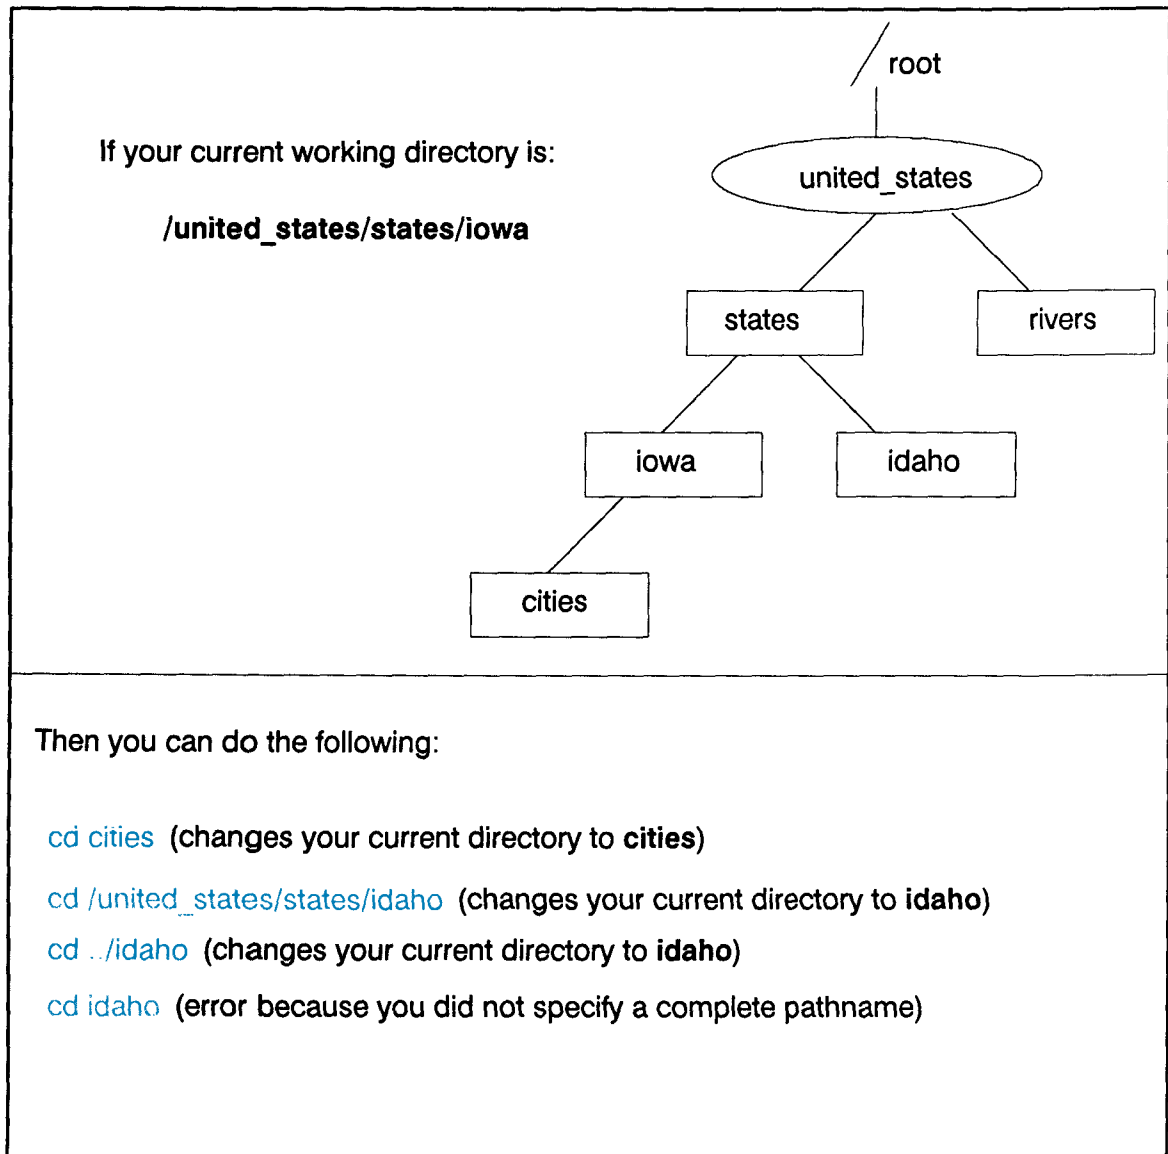 root
If your current working directory is:
united_states
/united_states/states/iowa
states
rivers
iowa
idaho
cities
Then you can do the following:
cd cities (changes your current directory to cities)
cd /united_states/states/idaho (changes your current directory to idaho)
cd ../idaho (changes your current directory to idaho)
cd idaho (error because you did not specify a complete pathname)